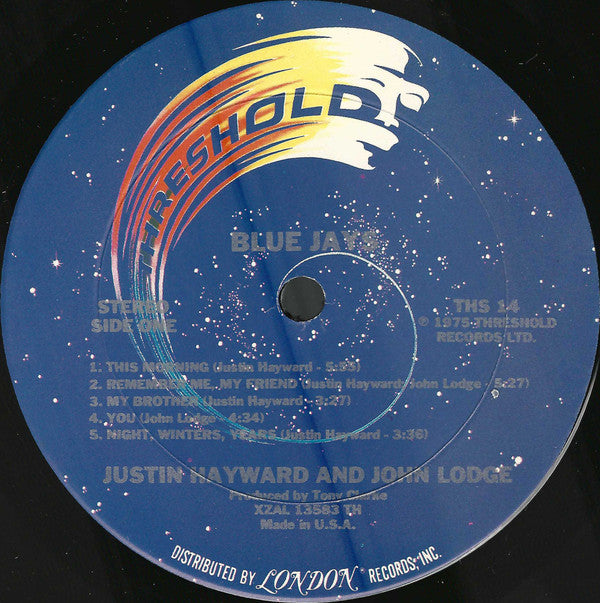 THRESHOLD
BLUE JAYS
STEREO
SIDE ONE
THS 14
℗ 1975 THRESHOLD
RECORDS LTD.
1. THIS MORNING (Justin Hayward - 5:55)
2. REMEMBER ME, MY FRIEND (Justin Hayward; John Lodge - 5:27)
3. MY BROTHER (Justin Hayward - 3:27)
4. YOU (John Lodge - 4:34)
5. NIGHT, WINTERS, YEARS (Justin Hayward - 3:36)
JUSTIN HAYWARD AND JOHN LODGE
Produced by Tony Clarke
XZAL 13583 TH
Made in U.S.A.
DISTRIBUTED BY LONDON® RECORDS, INC.